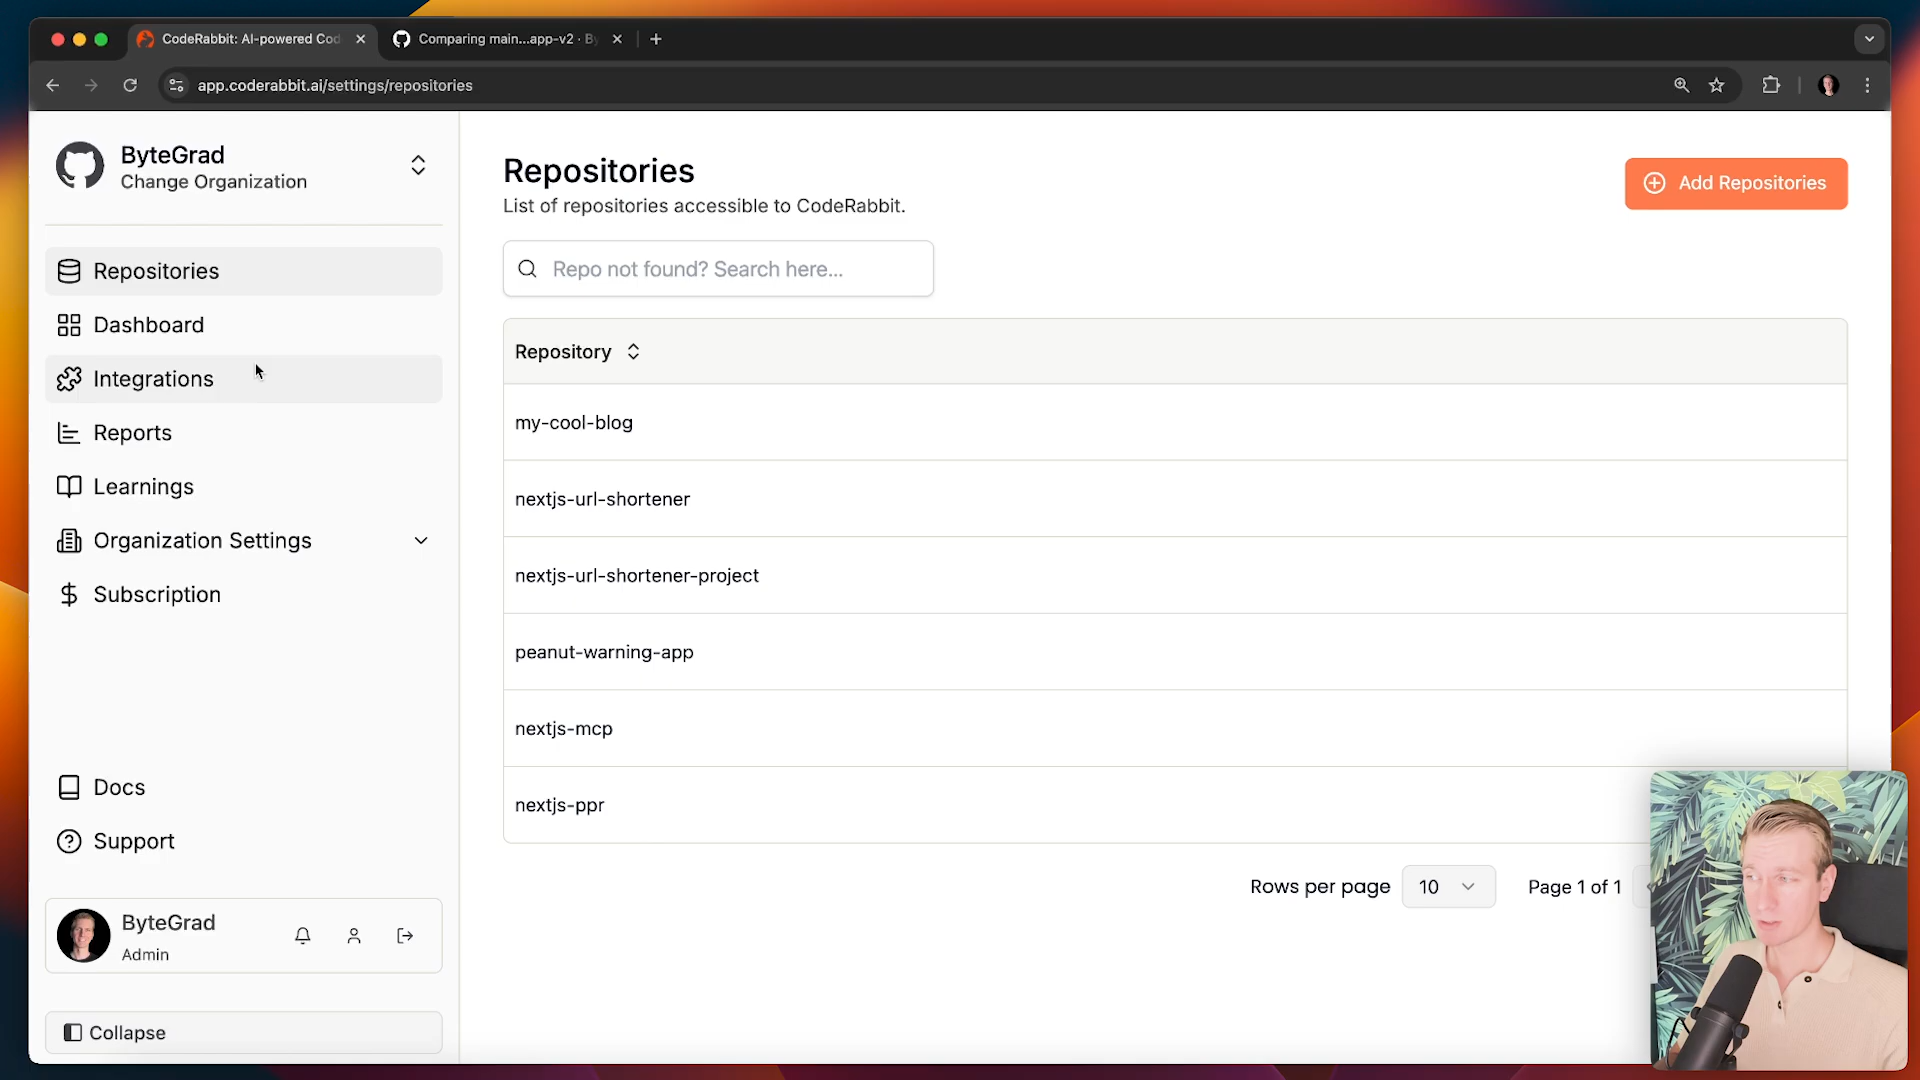 CodeRabbit: AI-powered Cod
Comparing main...app-v2 · By
app.coderabbit.ai/settings/repositories
ByteGrad
Change Organization
Repositories
Dashboard
Integrations
Reports
Learnings
Organization Settings
Subscription
Docs
Support
ByteGrad
Admin
Collapse
Repositories
List of repositories accessible to CodeRabbit.
Add Repositories
Repo not found? Search here...
Repository
my-cool-blog
nextjs-url-shortener
nextjs-url-shortener-project
peanut-warning-app
nextjs-mcp
nextjs-ppr
Rows per page 10 Page 1 of 1